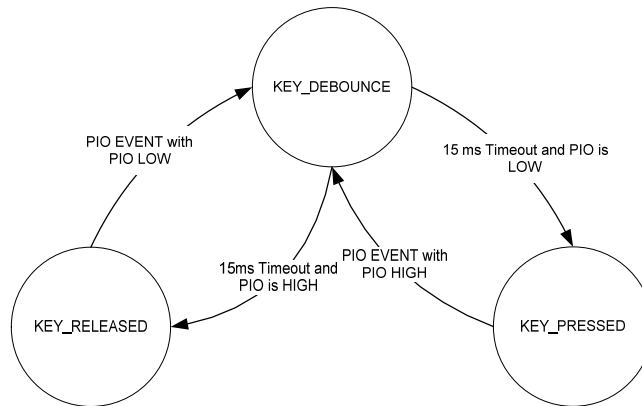 KEY_DEBOUNCE
PIO EVENT with
PIO LOW
15 ms Timeout and PIO is
LOW
15ms Timeout and
PIO is HIGH
PIO EVENT with
PIO HIGH
KEY_RELEASED
KEY_PRESSED